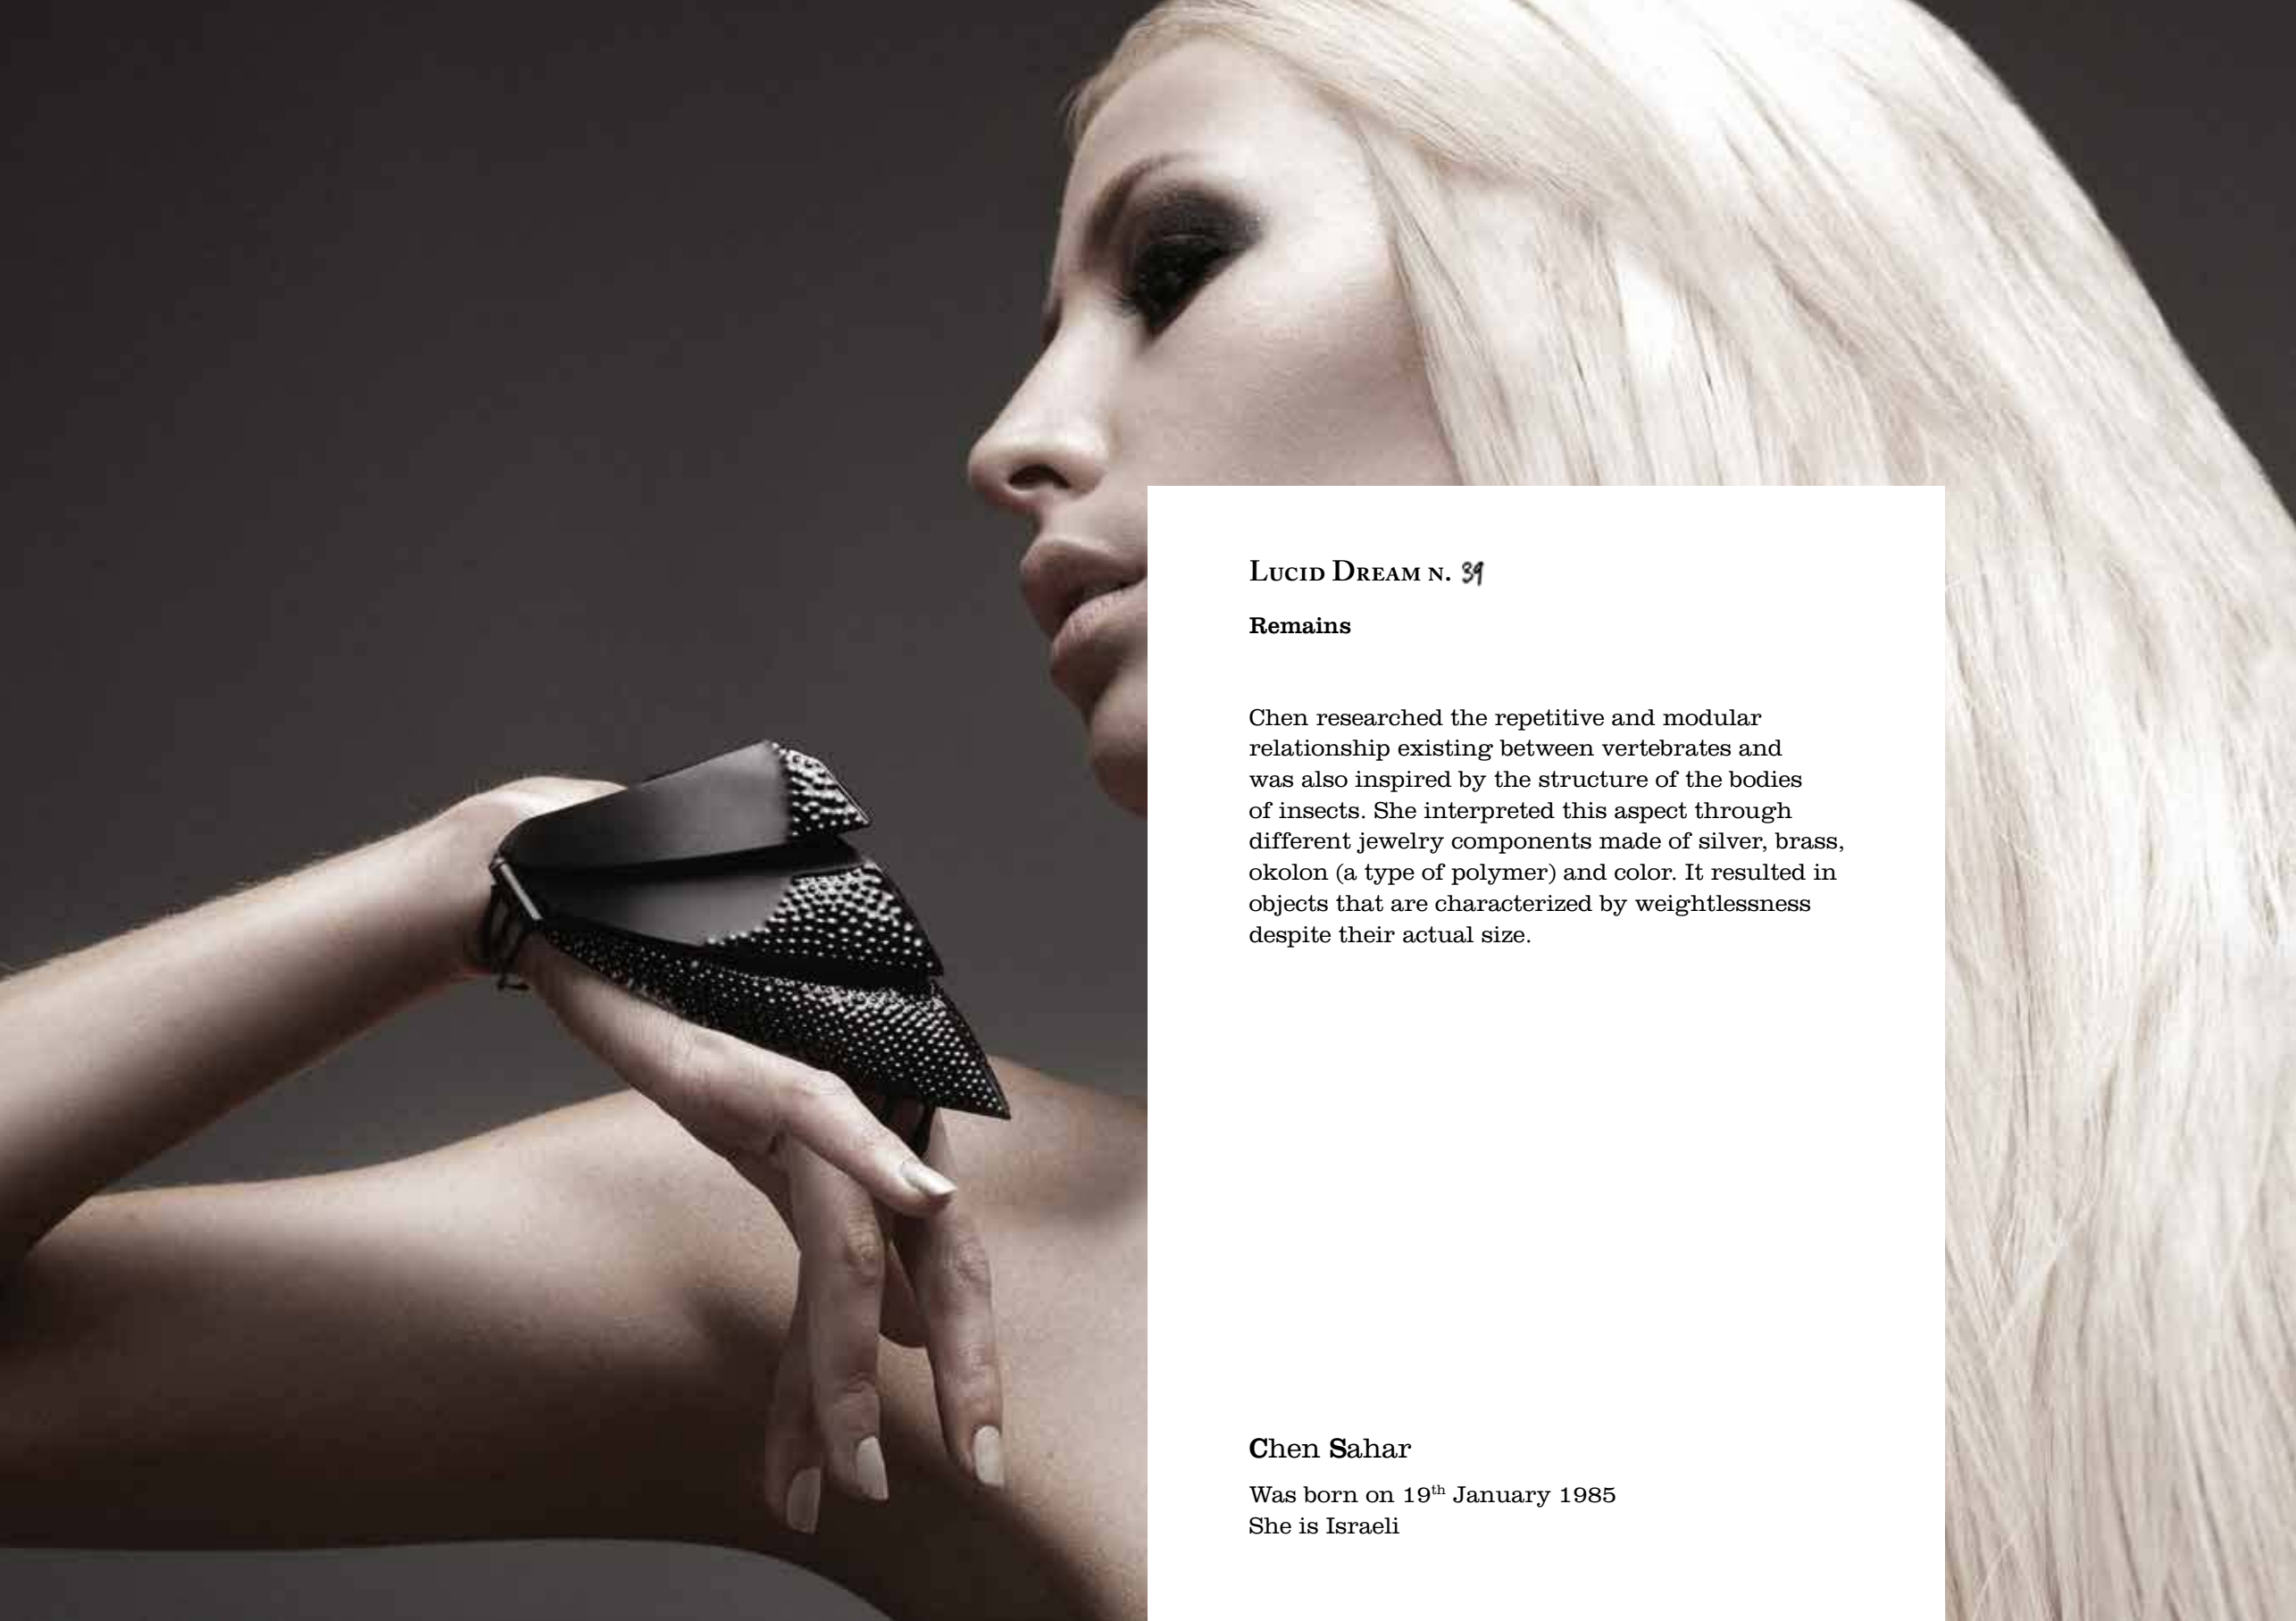 Lucid Dream n. 39
Remains
Chen researched the repetitive and modular
relationship existing between vertebrates and
was also inspired by the structure of the bodies
of insects. She interpreted this aspect through
different jewelry components made of silver, brass,
okolon (a type of polymer) and color. It resulted in
objects that are characterized by weightlessness
despite their actual size.
Chen Sahar
Was born on 19th January 1985
She is Israeli